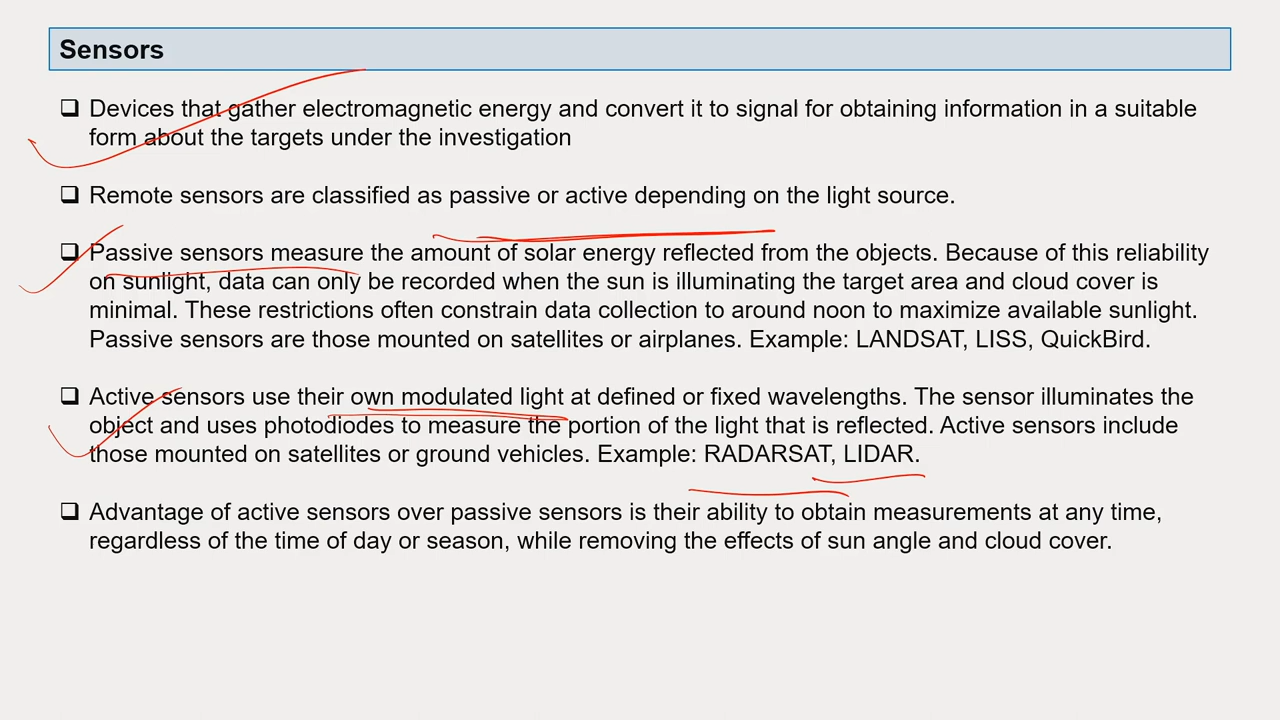 Sensors
❑ Devices that gather electromagnetic energy and convert it to signal for obtaining information in a suitable
form about the targets under the investigation
❑ Remote sensors are classified as passive or active depending on the light source.
❑ Passive sensors measure the amount of solar energy reflected from the objects. Because of this reliability
on sunlight, data can only be recorded when the sun is illuminating the target area and cloud cover is
minimal. These restrictions often constrain data collection to around noon to maximize available sunlight.
Passive sensors are those mounted on satellites or airplanes. Example: LANDSAT, LISS, QuickBird.
❑ Active sensors use their own modulated light at defined or fixed wavelengths. The sensor illuminates the
object and uses photodiodes to measure the portion of the light that is reflected. Active sensors include
those mounted on satellites or ground vehicles. Example: RADARSAT, LIDAR.
❑ Advantage of active sensors over passive sensors is their ability to obtain measurements at any time,
regardless of the time of day or season, while removing the effects of sun angle and cloud cover.